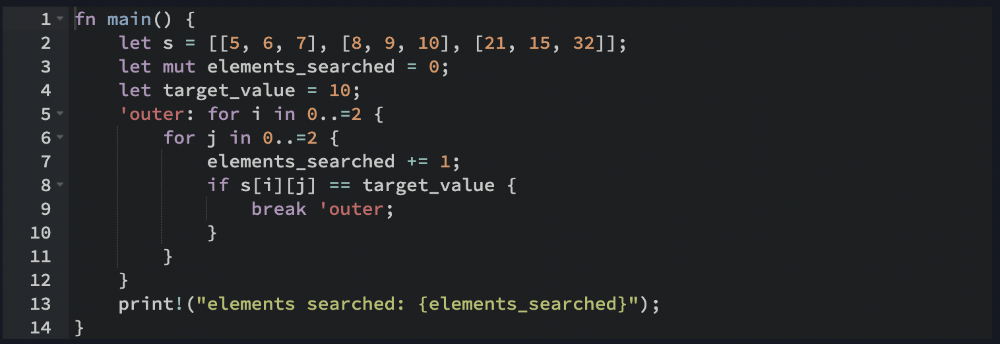 1 fn main() {
2     let s = [[5, 6, 7], [8, 9, 10], [21, 15, 32]];
3     let mut elements_searched = 0;
4     let target_value = 10;
5     'outer: for i in 0..=2 {
6         for j in 0..=2 {
7             elements_searched += 1;
8             if s[i][j] == target_value {
9                 break 'outer;
10             }
11         }
12     }
13     print!("elements searched: {elements_searched}");
14 }